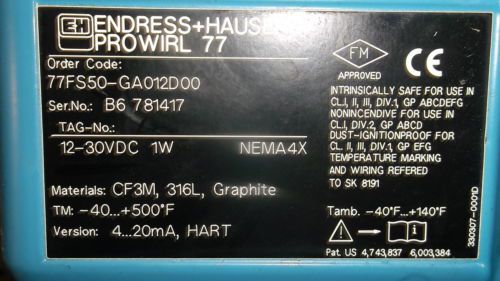 EH ENDRESS+HAUSE
PROWIRL 77
Order Code:
77FS50-GA012D00
Ser.No.: B6 781417
TAG-No.:
12-30VDC 1W NEMA4X
Materials: CF3M, 316L, Graphite
TM: -40...+500°F
Version: 4...20mA, HART
FM
APPROVED
CE
INTRINSICALLY SAFE FOR USE IN
CL.I, II, III, DIV.1, GP ABCDEFG
NONINCENDIVE FOR USE IN
CL.I, DIV.2, GP ABCD
DUST-IGNITIONPROOF FOR
CL. II, III, DIV.1, GP EFG
TEMPERATURE MARKING
AND WIRING REFERED
TO SK 8191
Tamb. -40°F...+140°F
Pat. US 4,743,837 6,003,384
330307-0001D